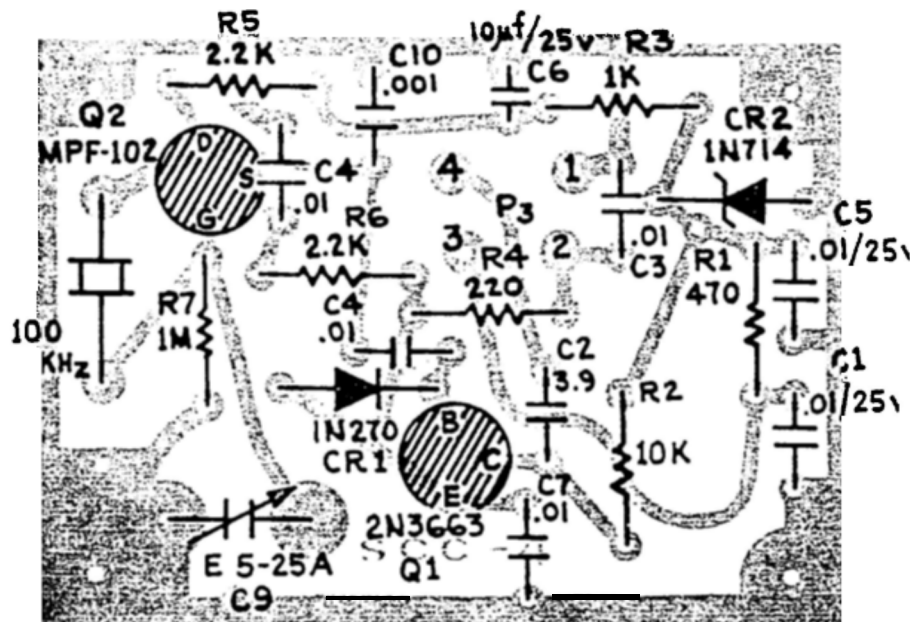 R5
2.2K
C10
.001
10µf/25v
C6
R3
1K
Q2
MPF-102
D
S
G
C4
.01
4
1
CR2
1N714
R6
2.2K
P3
3
2
.01
C3
C5
.01/25v
R4
220
R1
470
R7
1M
C4
.01
100
KHz
C2
3.9
C1
.01/25v
1N270
CR1
B
C
E
R2
10K
2N3663
Q1
C7
.01
E 5-25A
C9